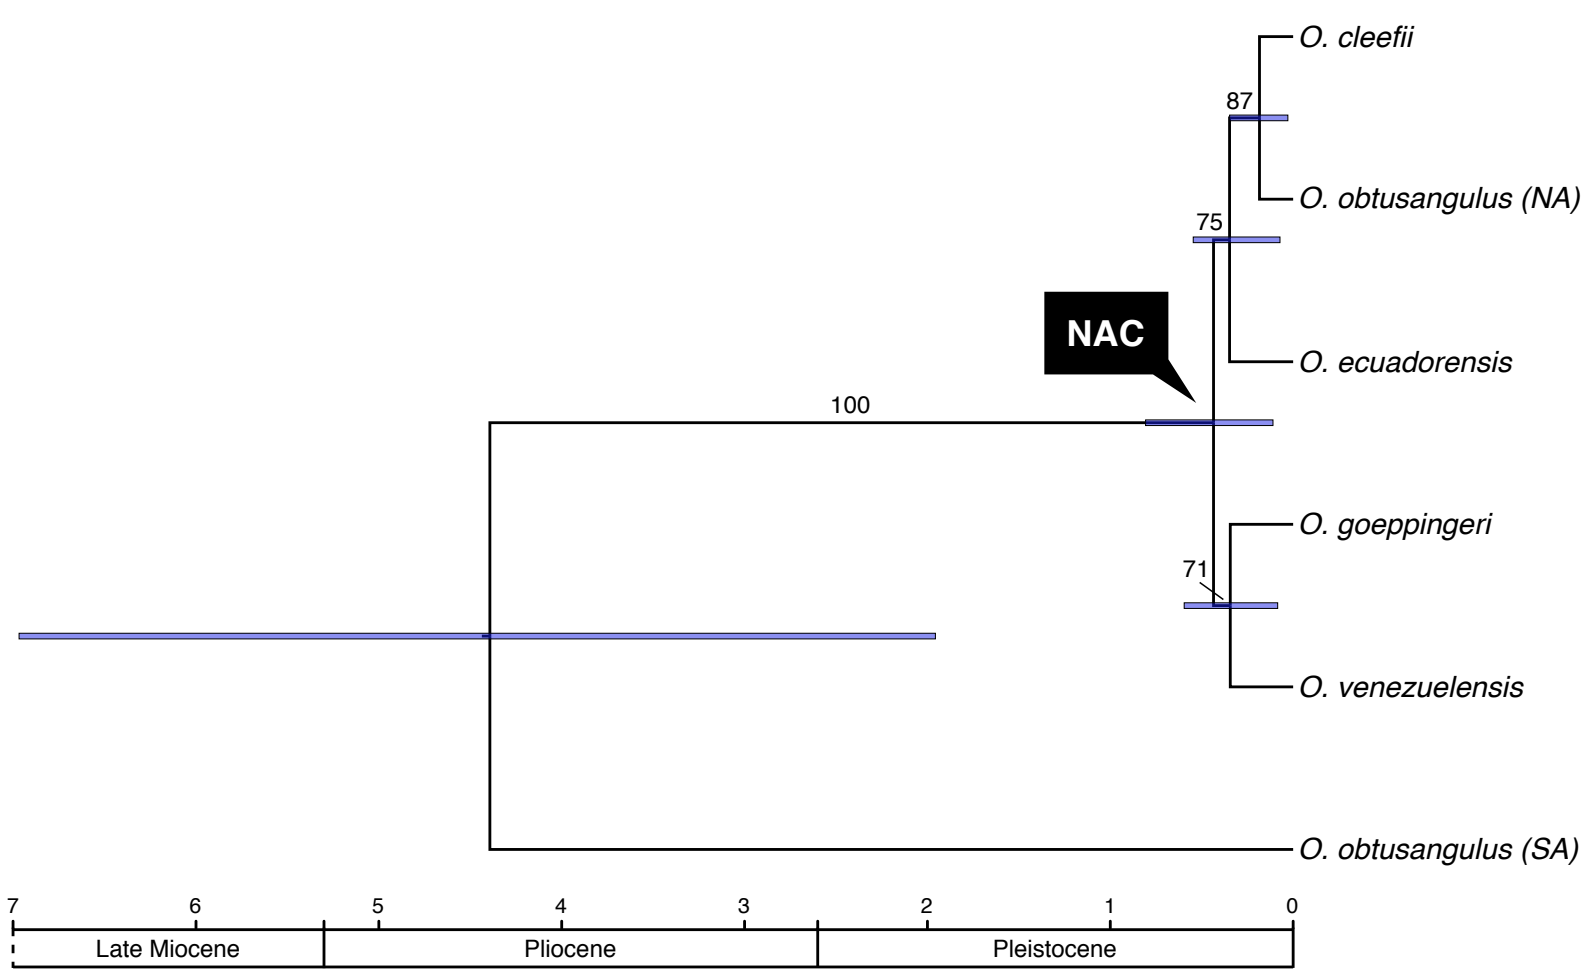 O. cleefii
87
O. obtusangulus (NA)
75
NAC
O. ecuadorensis
100
O. goeppingeri
71
O. venezuelensis
O. obtusangulus (SA)
7 6 5 4 3 2 1 0
Late Miocene Pliocene Pleistocene